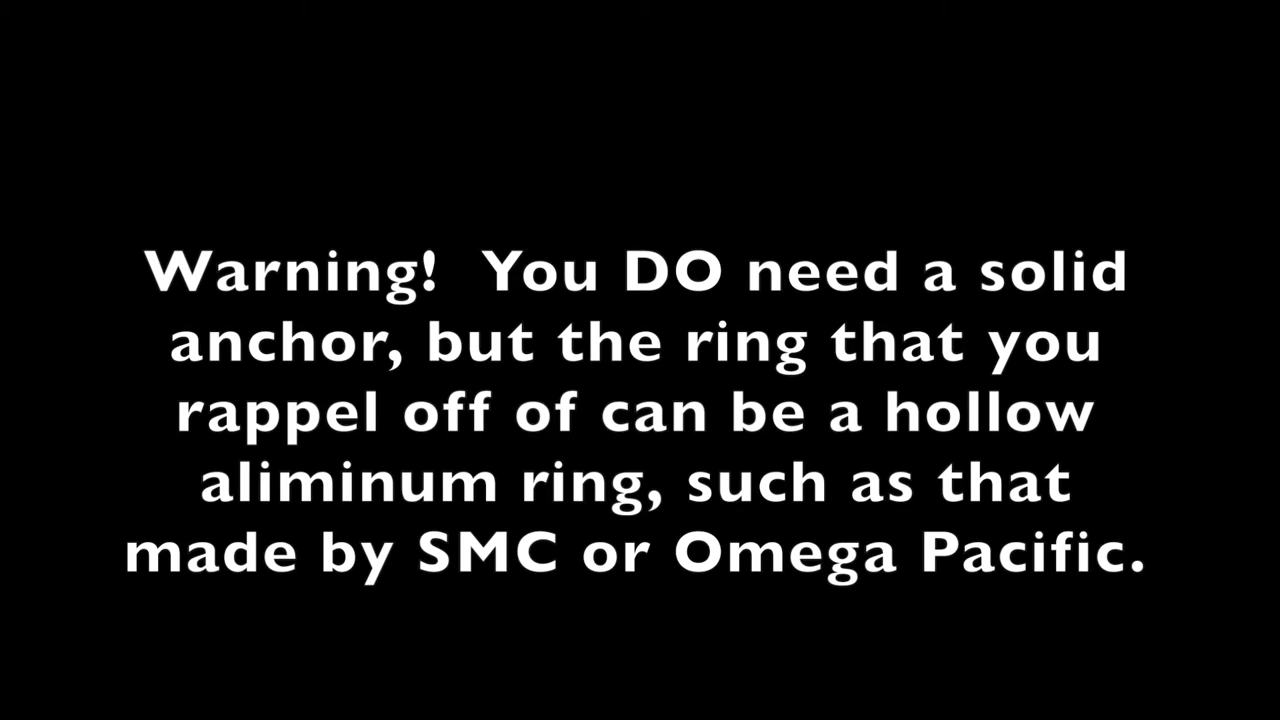 Warning!  You DO need a solid
anchor, but the ring that you
rappel off of can be a hollow
aliminum ring, such as that
made by SMC or Omega Pacific.